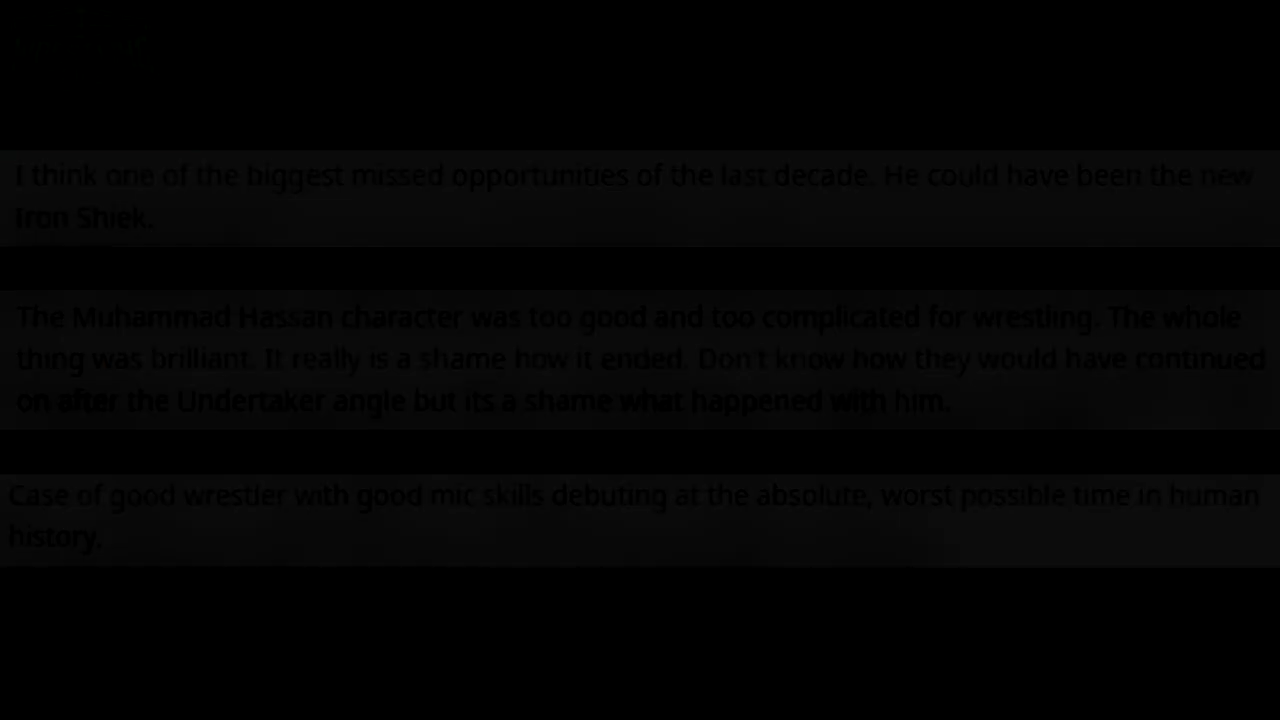 I think one of the biggest missed opportunities of the last decade. He could have been the new
Iron Shiek.
The Muhammad Hassan character was too good and too complicated for wrestling. The whole
thing was brilliant. It really is a shame how it ended. Don't know how they would have continued
on after the Undertaker angle but its a shame what happened with him.
Case of good wrestler with good mic skills debuting at the absolute, worst possible time in human
history.